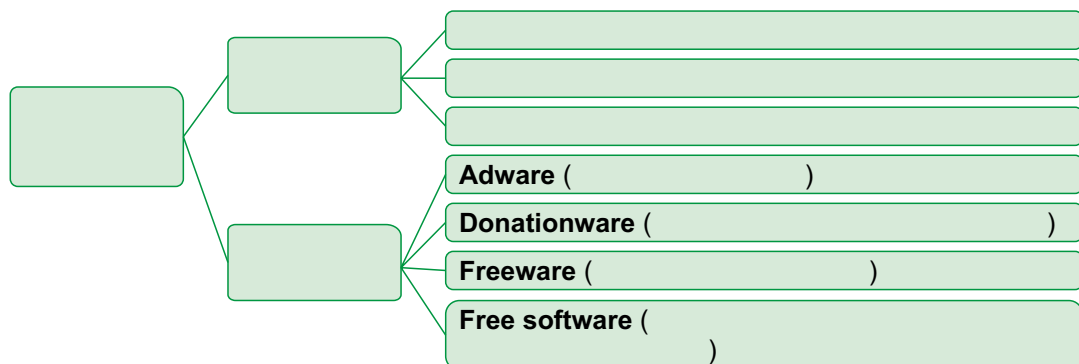 Adware ( )
Donationware ( )
Freeware ( )
Free software (
)